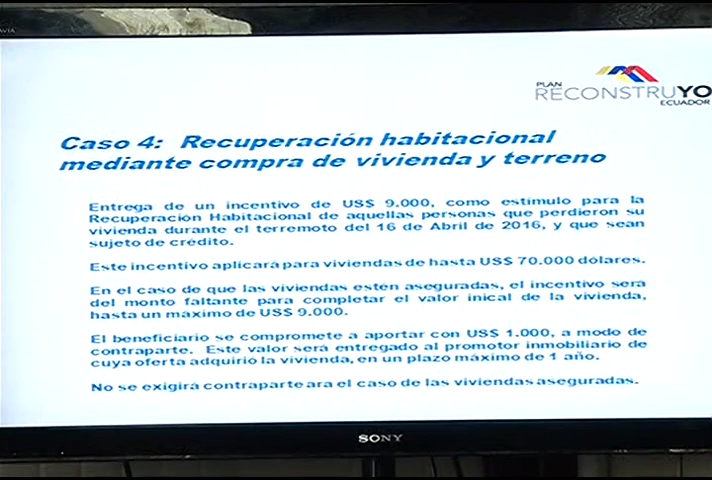 PLAN
RECONSTRUYO
ECUADOR
Caso 4: Recuperación habitacional
mediante compra de vivienda y terreno
Entrega de un incentivo de US$ 9.000, como estímulo para la
Recuperación Habitacional de aquellas personas que perdieron su
vivienda durante el terremoto del 16 de Abril de 2016, y que sean
sujeto de crédito.
Este incentivo aplicará para viviendas de hasta US$ 70.000 dólares.
En el caso de que las viviendas estén aseguradas, el incentivo será
del monto faltante para completar el valor inical de la vivienda,
hasta un máximo de US$ 9.000.
El beneficiario se compromete a aportar con US$ 1.000, a modo de
contraparte. Este valor será entregado al promotor inmobiliario de
cuya oferta adquirio la vivienda, en un plazo máximo de 1 año.
No se exigirá contraparte ara el caso de las viviendas aseguradas.
SONY